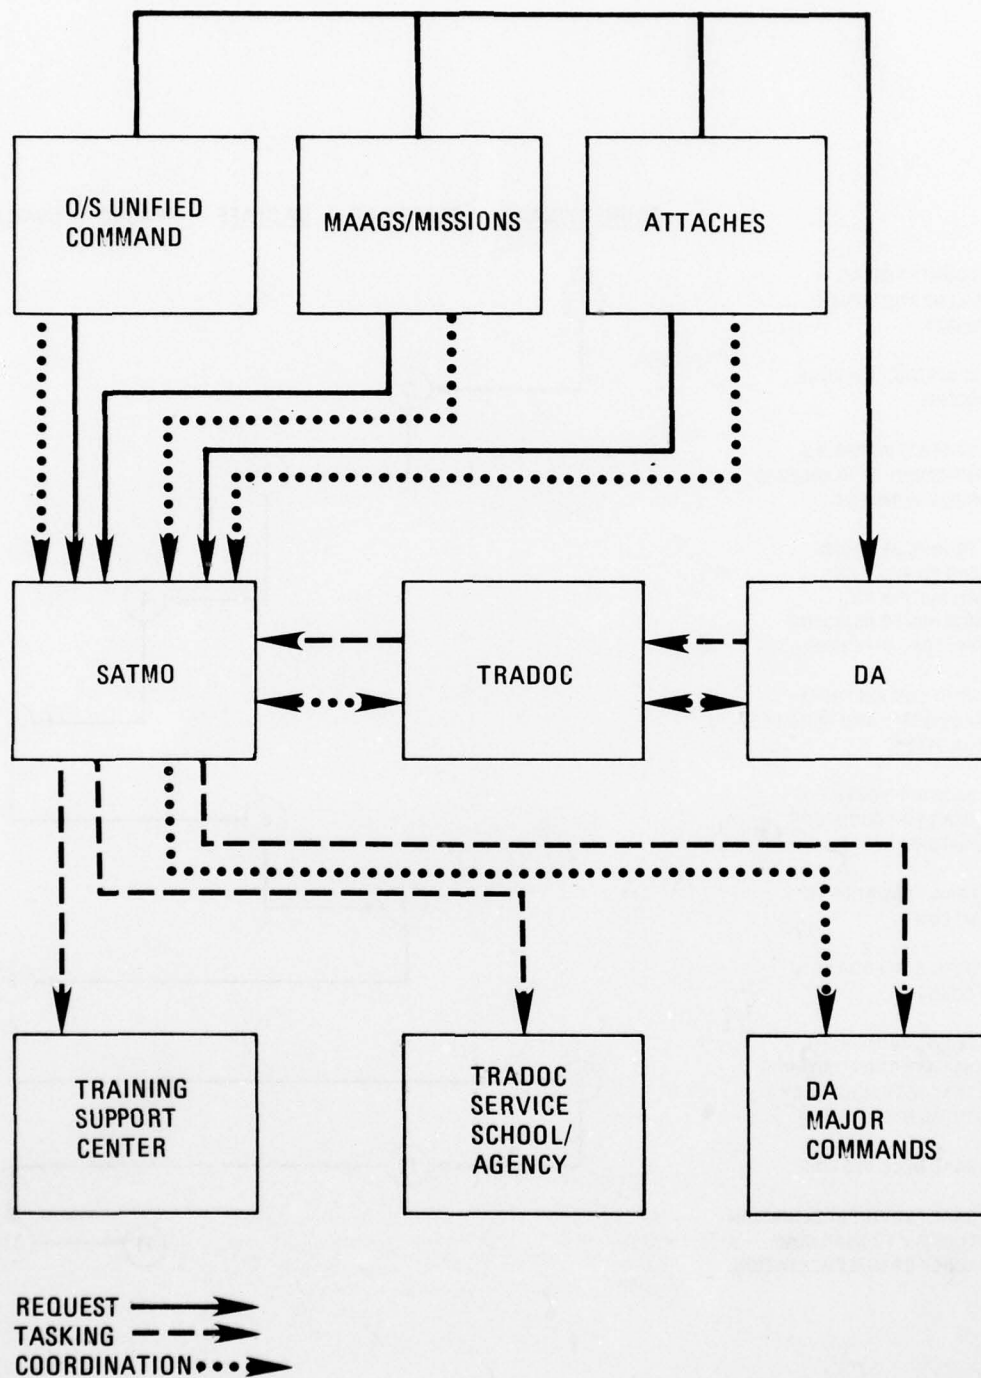 O/S UNIFIED
COMMAND
MAAGS/MISSIONS
ATTACHES
SATMO
TRADOC
DA
TRAINING
SUPPORT
CENTER
TRADOC
SERVICE
SCHOOL/
AGENCY
DA
MAJOR
COMMANDS
REQUEST
TASKING
COORDINATION